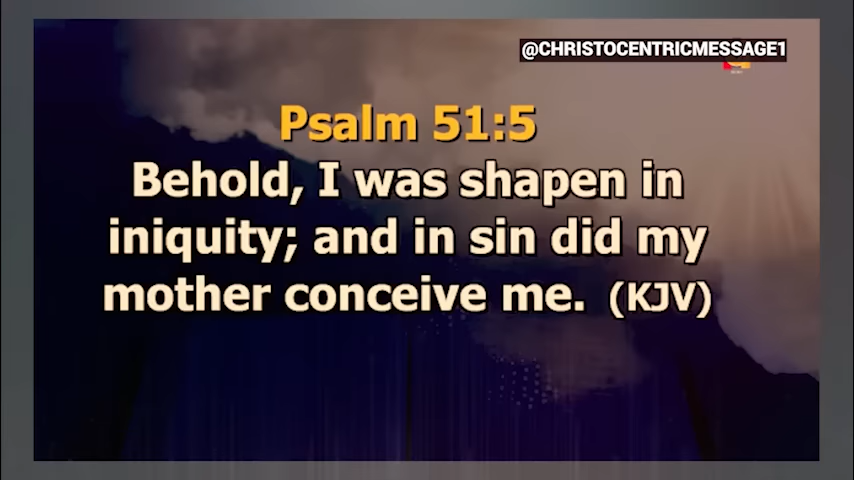 @CHRISTOCENTRICMESSAGE1
Psalm 51:5
Behold, I was shapen in
iniquity; and in sin did my
mother conceive me. (KJV)